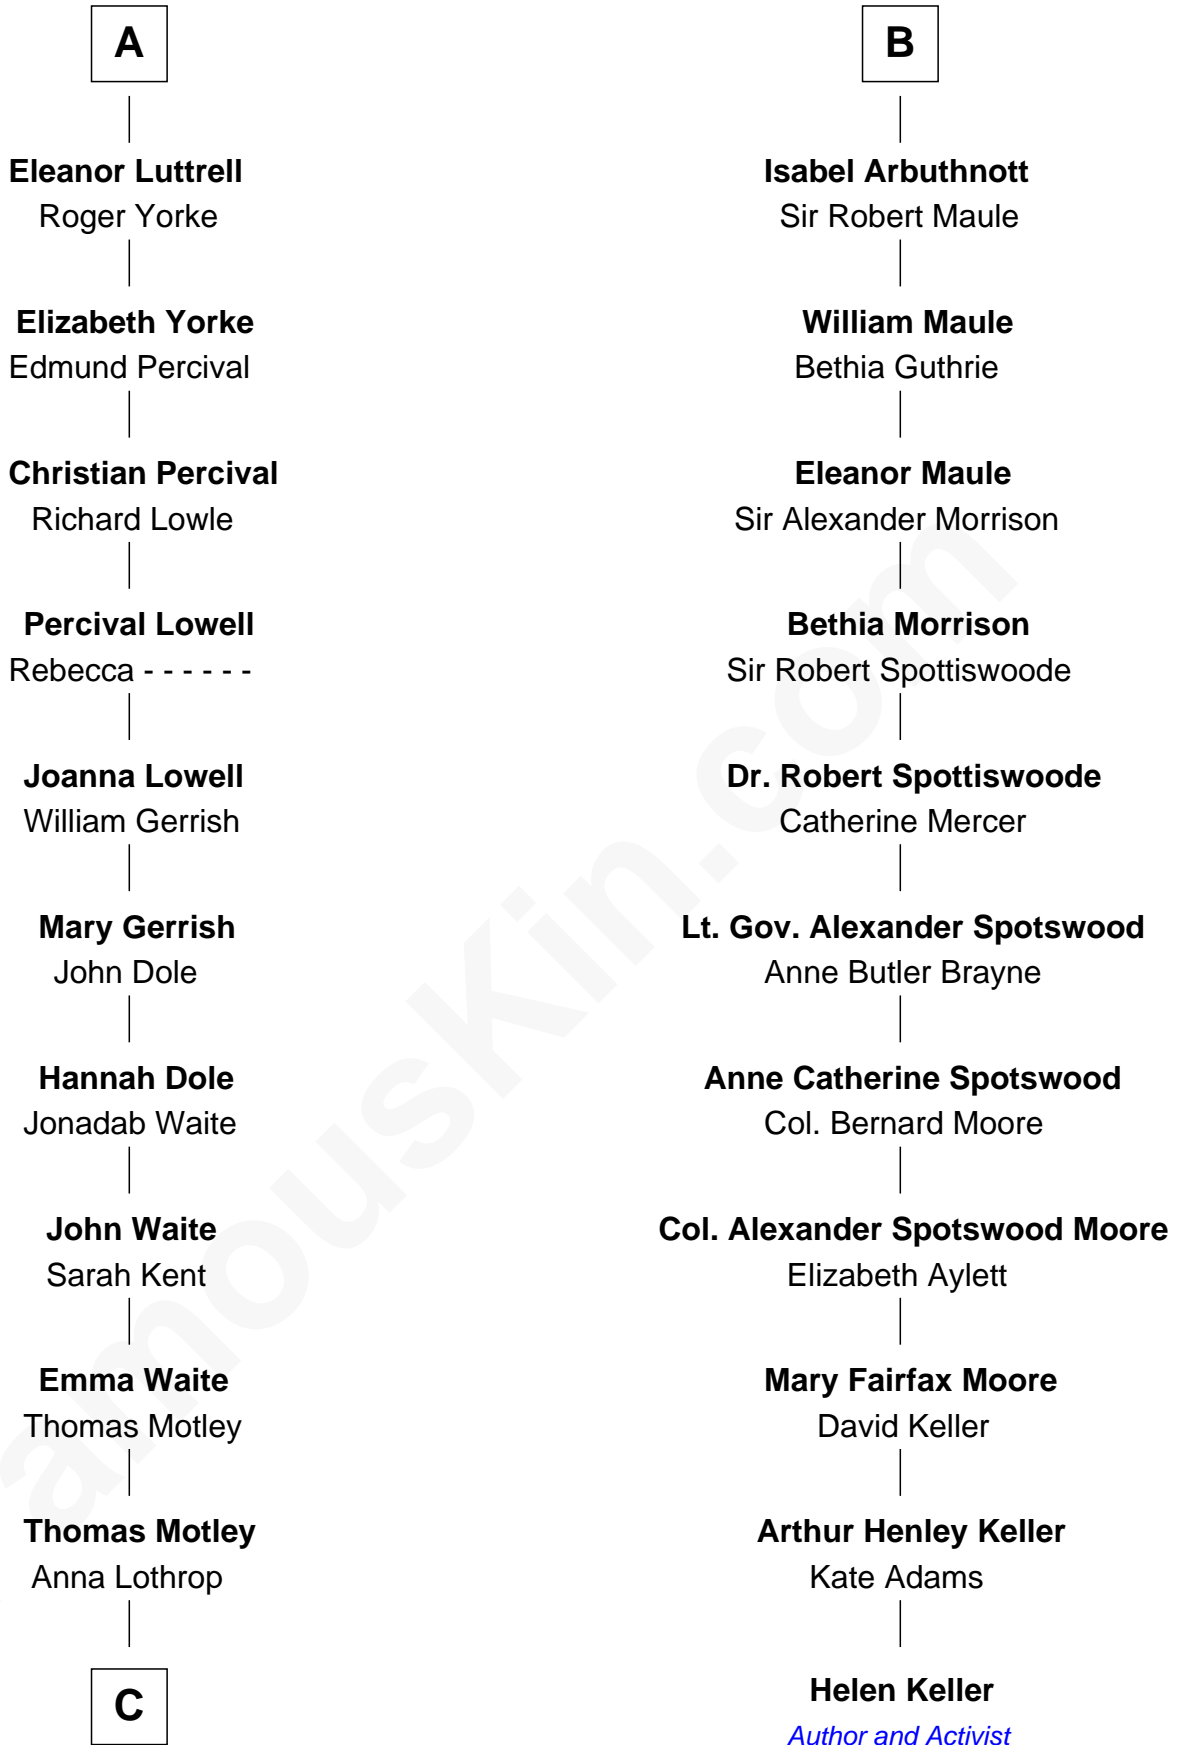 A
Eleanor Luttrell
Roger Yorke
Elizabeth Yorke
Edmund Percival
Christian Percival
Richard Lowle
Percival Lowell
Rebecca - - - - - -
Joanna Lowell
William Gerrish
Mary Gerrish
John Dole
Hannah Dole
Jonadab Waite
John Waite
Sarah Kent
Emma Waite
Thomas Motley
Thomas Motley
Anna Lothrop
C
B
Isabel Arbuthnott
Sir Robert Maule
William Maule
Bethia Guthrie
Eleanor Maule
Sir Alexander Morrison
Bethia Morrison
Sir Robert Spottiswoode
Dr. Robert Spottiswoode
Catherine Mercer
Lt. Gov. Alexander Spotswood
Anne Butler Brayne
Anne Catherine Spotswood
Col. Bernard Moore
Col. Alexander Spotswood Moore
Elizabeth Aylett
Mary Fairfax Moore
David Keller
Arthur Henley Keller
Kate Adams
Helen Keller
Author and Activist
amousKin.com